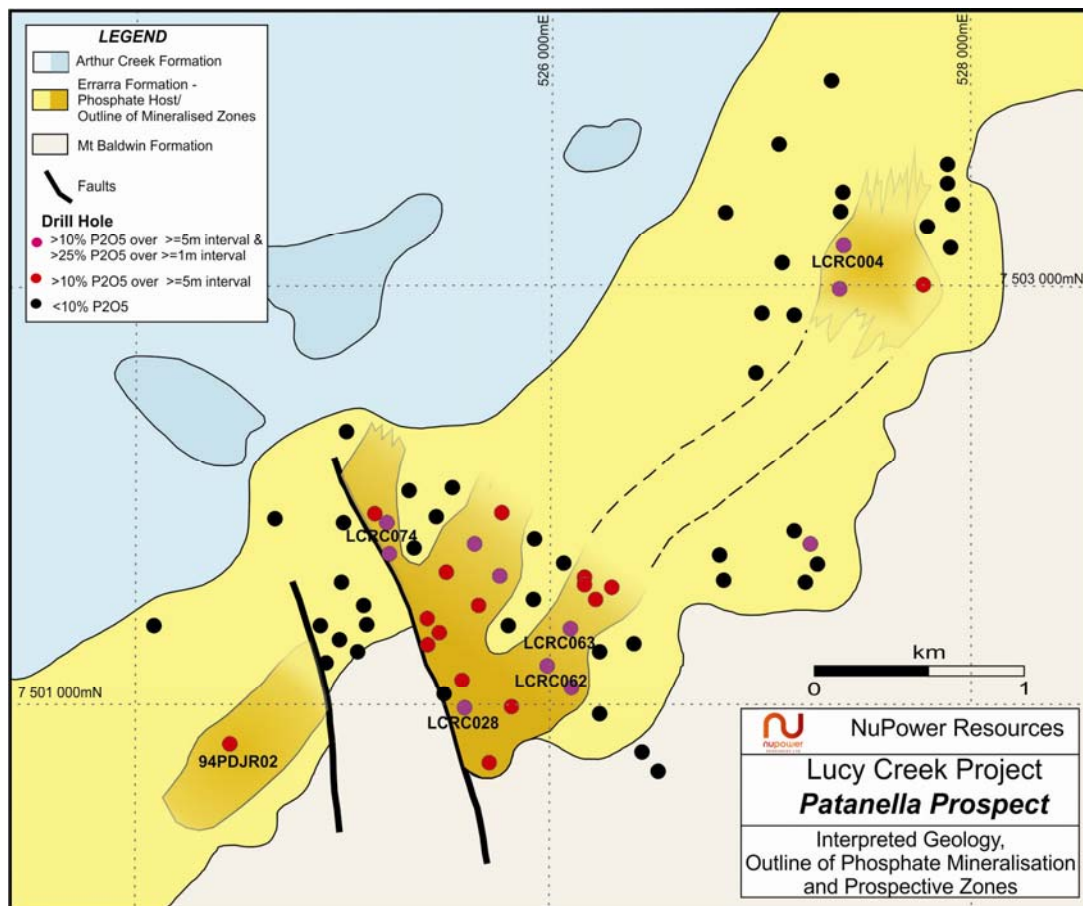 LEGEND
Arthur Creek Formation
Errarra Formation -
Phosphate Host/
Outline of Mineralised Zones
Mt Baldwin Formation
Faults
Drill Hole
>10% P2O5 over >=5m interval &
>25% P2O5 over >=1m interval
>10% P2O5 over >=5m interval
<10% P2O5
526 000mE
528 000mE
LCRC004
7 503 000mN
LCRC074
LCRC063
LCRC062
7 501 000mN
LCRC028
94PDJR02
km
0 1
nupower
NuPower Resources
Lucy Creek Project
Patanella Prospect
Interpreted Geology,
Outline of Phosphate Mineralisation
and Prospective Zones